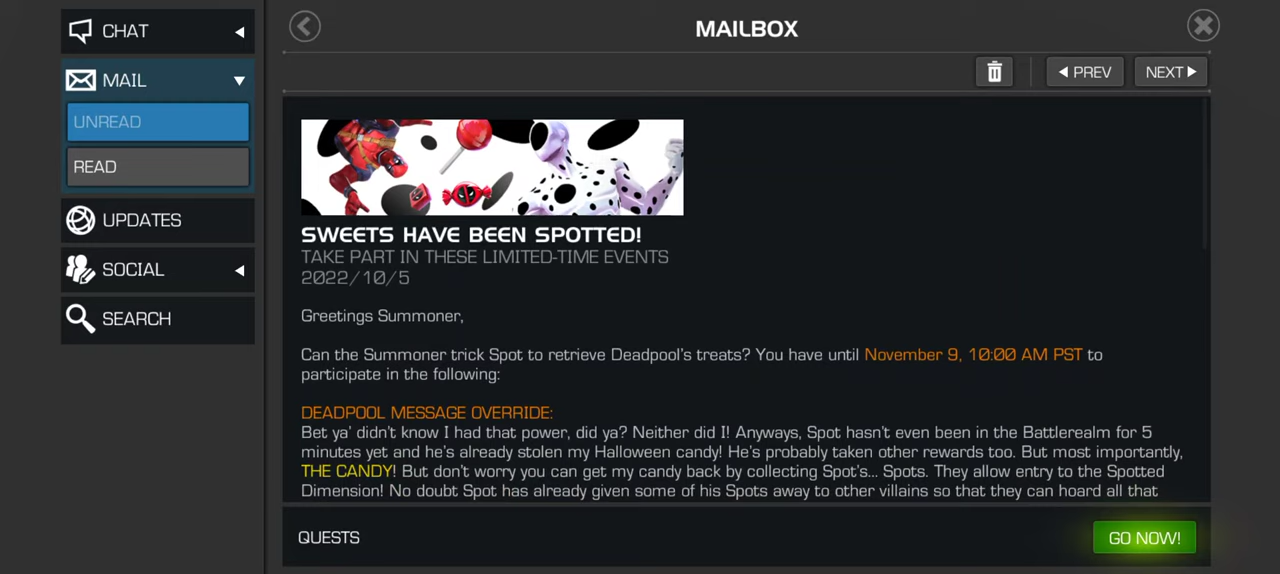 CHAT
MAIL
UNREAD
READ
UPDATES
SOCIAL
SEARCH
MAILBOX
PREV
NEXT
SWEETS HAVE BEEN SPOTTED!
TAKE PART IN THESE LIMITED-TIME EVENTS
2022/10/5
Greetings Summoner,
Can the Summoner trick Spot to retrieve Deadpool's treats? You have until November 9, 10:00 AM PST to
participate in the following:
DEADPOOL MESSAGE OVERRIDE:
Bet ya' didn't know I had that power, did ya? Neither did I! Anyways, Spot hasn't even been in the Battlerealm for 5
minutes yet and he's already stolen my Halloween candy! He's probably taken other rewards too. But most importantly,
THE CANDY! But don't worry you can get my candy back by collecting Spot's... Spots. They allow entry to the Spotted
Dimension! No doubt Spot has already given some of his Spots away to other villains so that they can hoard all that
QUESTS
GO NOW!